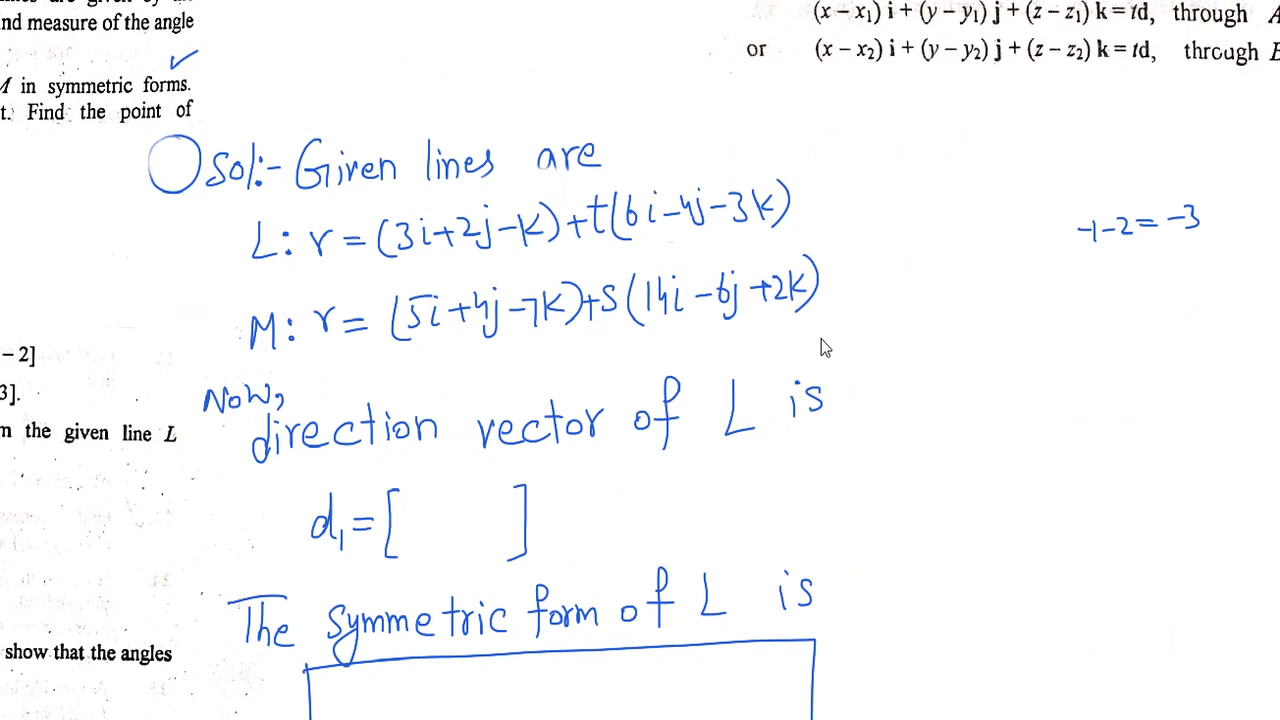 nd measure of the angle
(x – x₁) i + (y – y₁) j + (z – z₁) k = td, through A
or (x – x₂) i + (y – y₂) j + (z – z₂) k = td, through
M in symmetric forms.
t. Find the point of
Sol:- Given lines are
L: r = (3i+2j-k)+t(6i-4j-3k)
-1-2 = -3
M: r = (5i+4j-7k)+s(14i-6j+2k)
– 2]
3].
Now,
direction vector of L is
n the given line L
d₁=[ ]
The symmetric form of L is
show that the angles